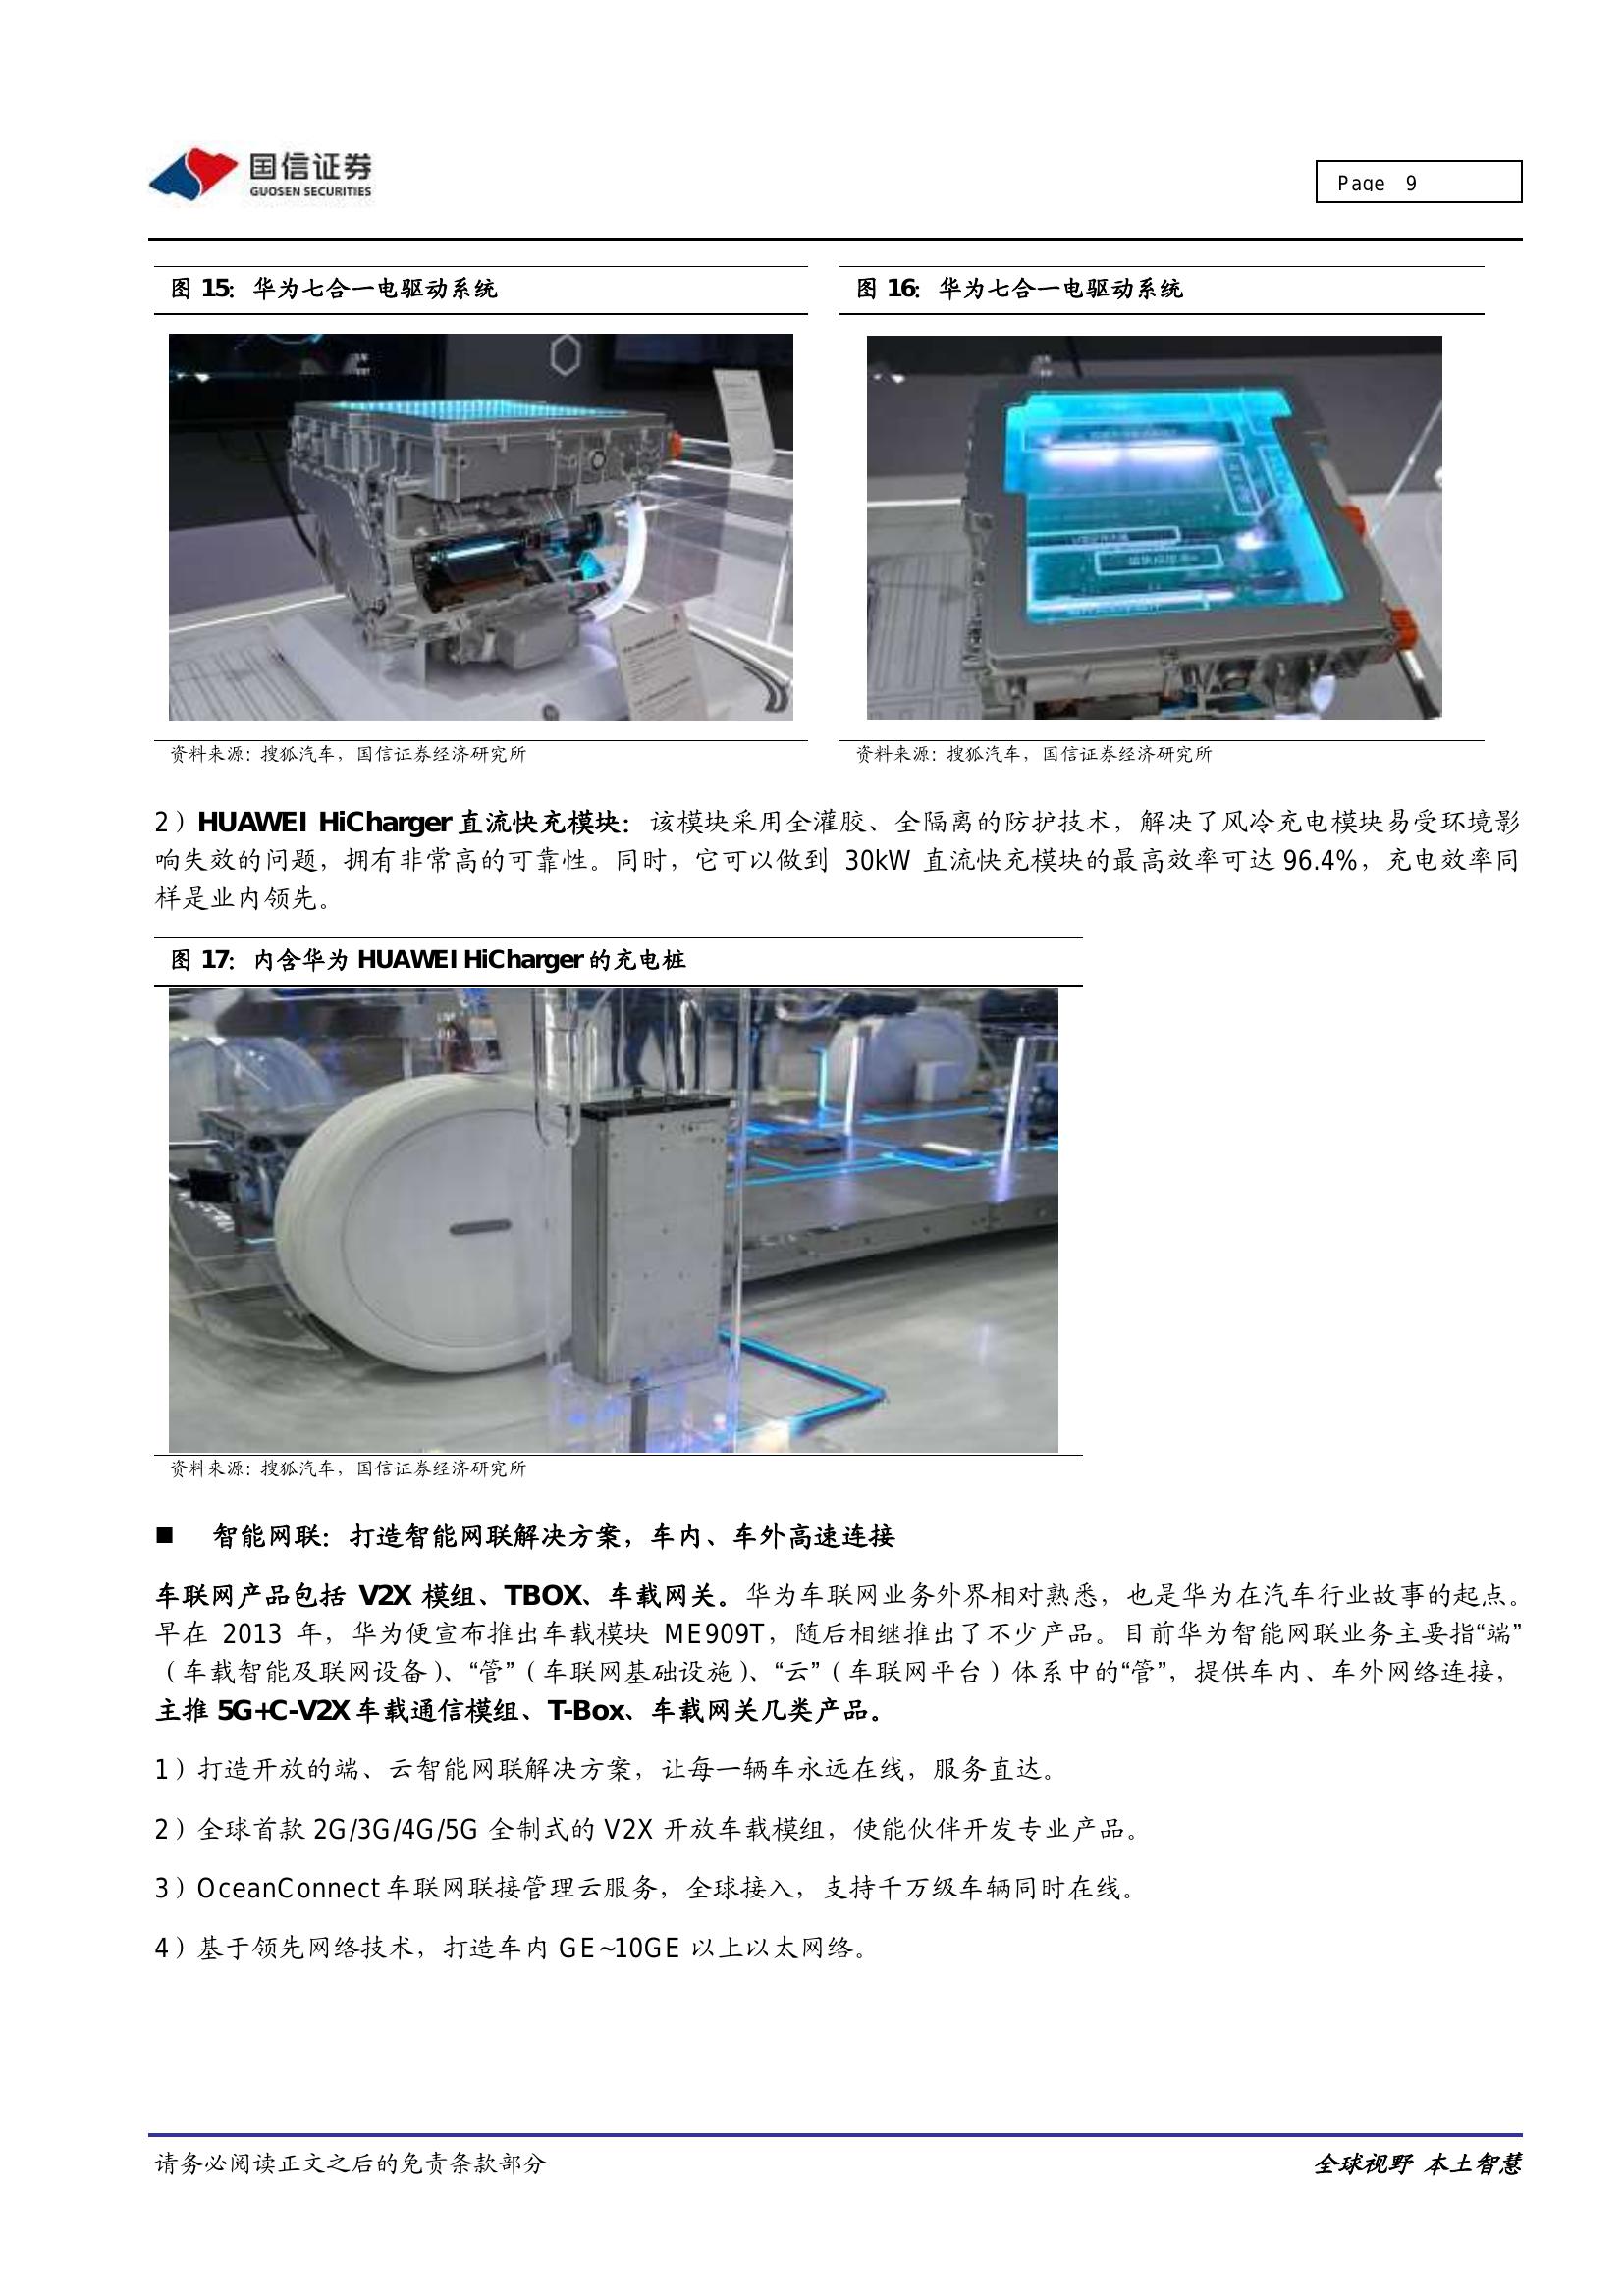 国信证券
GUOSEN SECURITIES
Page 9
图 15：华为七合一电驱动系统
图 16：华为七合一电驱动系统
资料来源：搜狐汽车，国信证券经济研究所
资料来源：搜狐汽车，国信证券经济研究所
2）HUAWEI HiCharger 直流快充模块：该模块采用全灌胶、全隔离的防护技术，解决了风冷充电模块易受环境影
响失效的问题，拥有非常高的可靠性。同时，它可以做到 30kW 直流快充模块的最高效率可达 96.4%，充电效率同
样是业内领先。
图 17：内含华为 HUAWEI HiCharger 的充电桩
资料来源：搜狐汽车，国信证券经济研究所
■ 智能网联：打造智能网联解决方案，车内、车外高速连接
车联网产品包括 V2X 模组、TBOX、车载网关。华为车联网业务外界相对熟悉，也是华为在汽车行业故事的起点。
早在 2013 年，华为便宣布推出车载模块 ME909T，随后相继推出了不少产品。目前华为智能网联业务主要指“端”
（车载智能及联网设备）、“管”（车联网基础设施）、“云”（车联网平台）体系中的“管”，提供车内、车外网络连接，
主推 5G+C-V2X 车载通信模组、T-Box、车载网关几类产品。
1）打造开放的端、云智能网联解决方案，让每一辆车永远在线，服务直达。
2）全球首款 2G/3G/4G/5G 全制式的 V2X 开放车载模组，使能伙伴开发专业产品。
3）OceanConnect 车联网联接管理云服务，全球接入，支持千万级车辆同时在线。
4）基于领先网络技术，打造车内 GE~10GE 以上以太网络。
请务必阅读正文之后的免责条款部分
全球视野 本土智慧